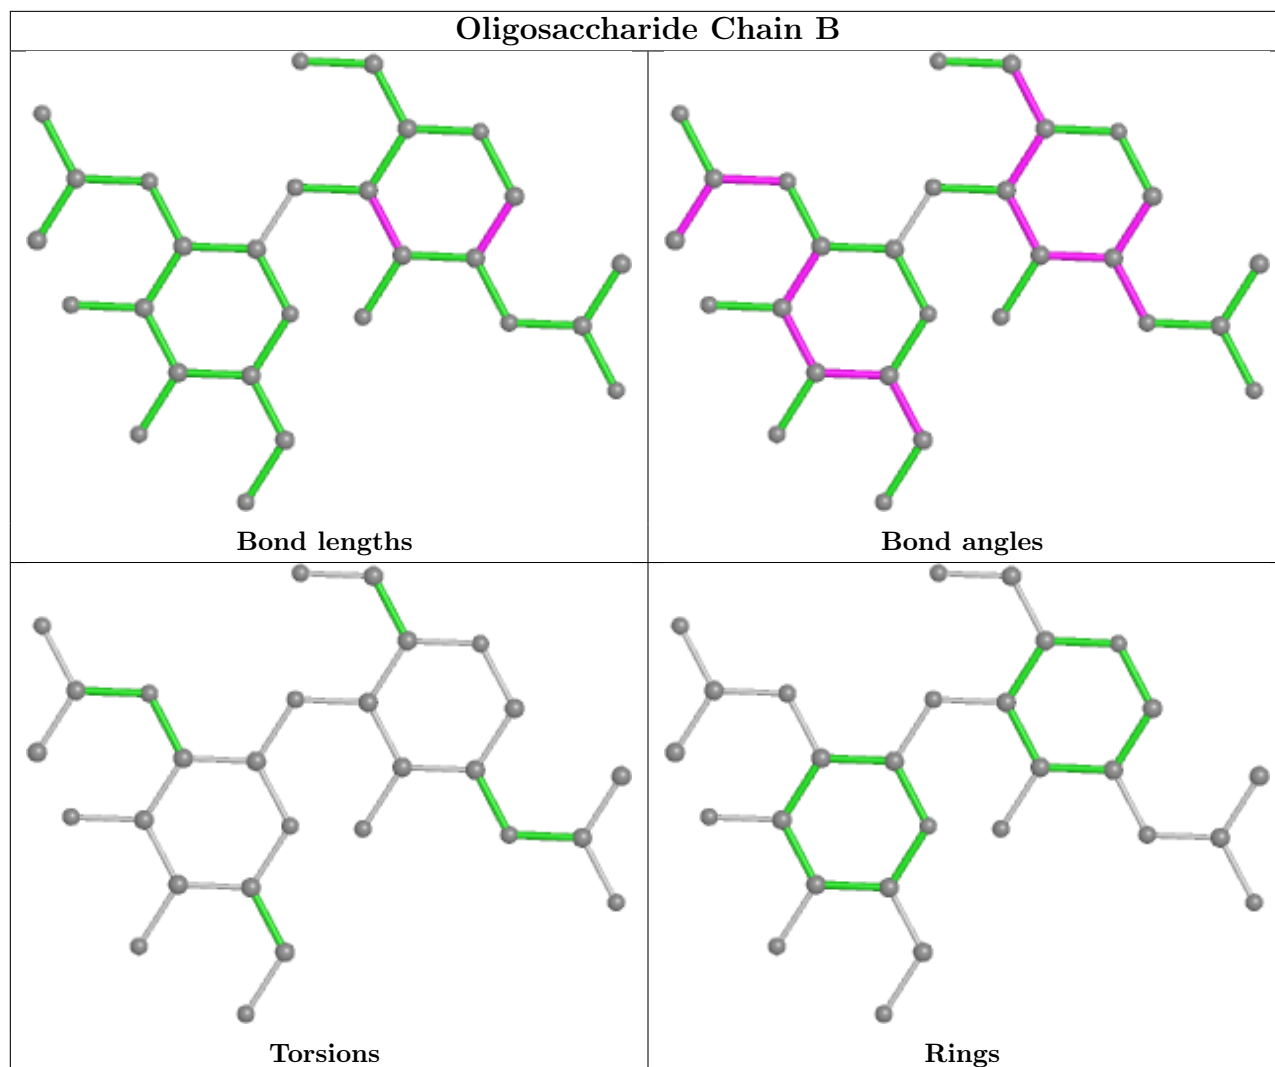 Oligosaccharide Chain B
Bond lengths
Bond angles
Torsions
Rings